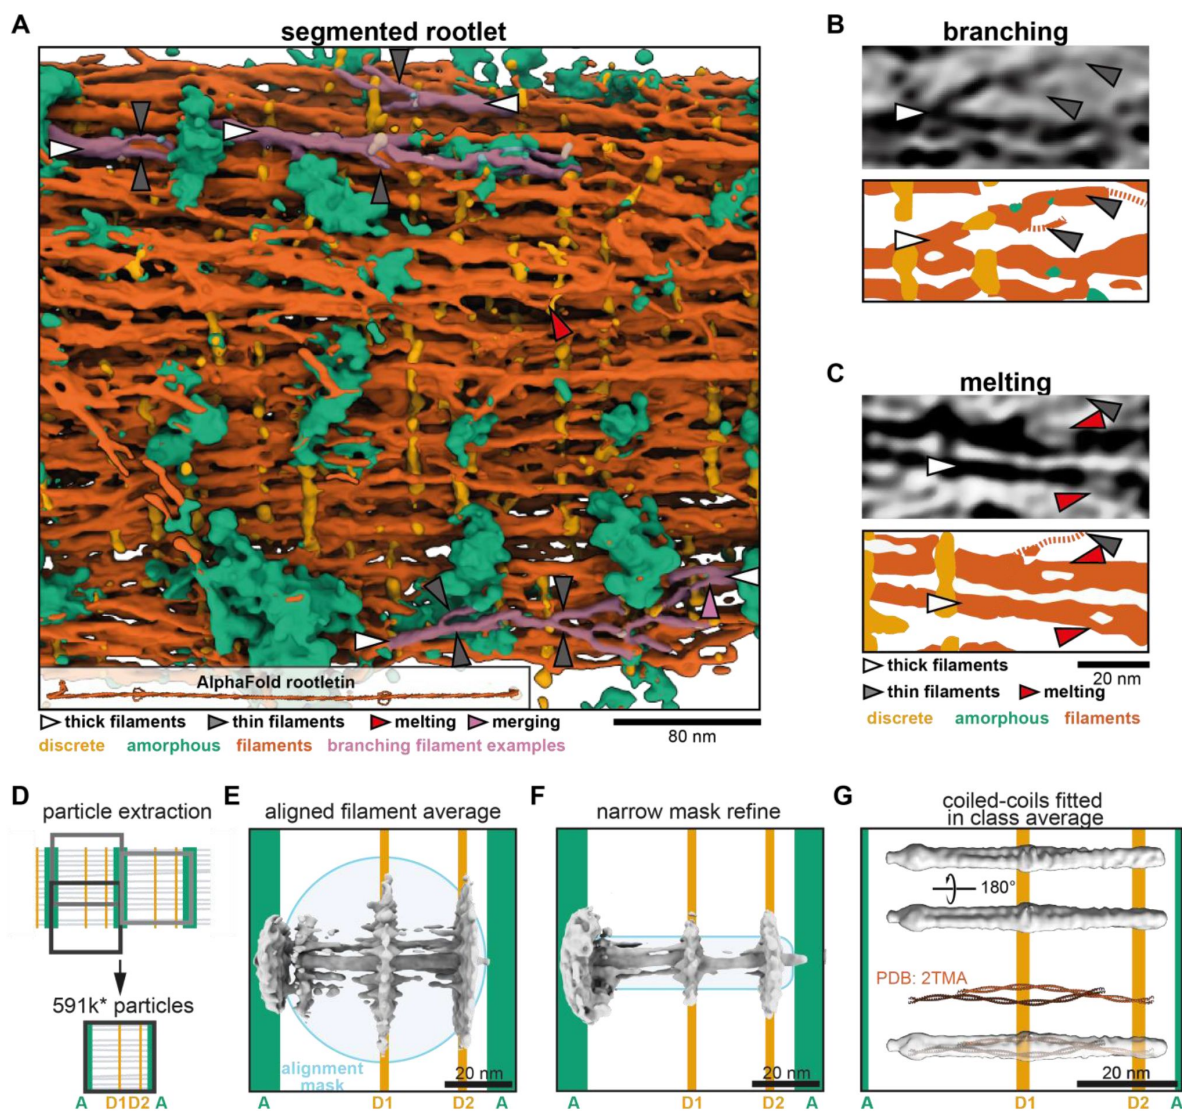 A
segmented rootlet
AlphaFold rootletin
thick filaments thin filaments melting merging
discrete amorphous filaments branching filament examples
80 nm
B
branching
C
melting
thick filaments
thin filaments melting
20 nm
discrete amorphous filaments
D
particle extraction
591k* particles
A D1 D2 A
E
aligned filament average
alignment
mask
20 nm
A D1 D2 A
F
narrow mask refine
20 nm
A D1 D2 A
G
coiled-coils fitted
in class average
180°
PDB: 2TMA
20 nm
A D1 D2 A